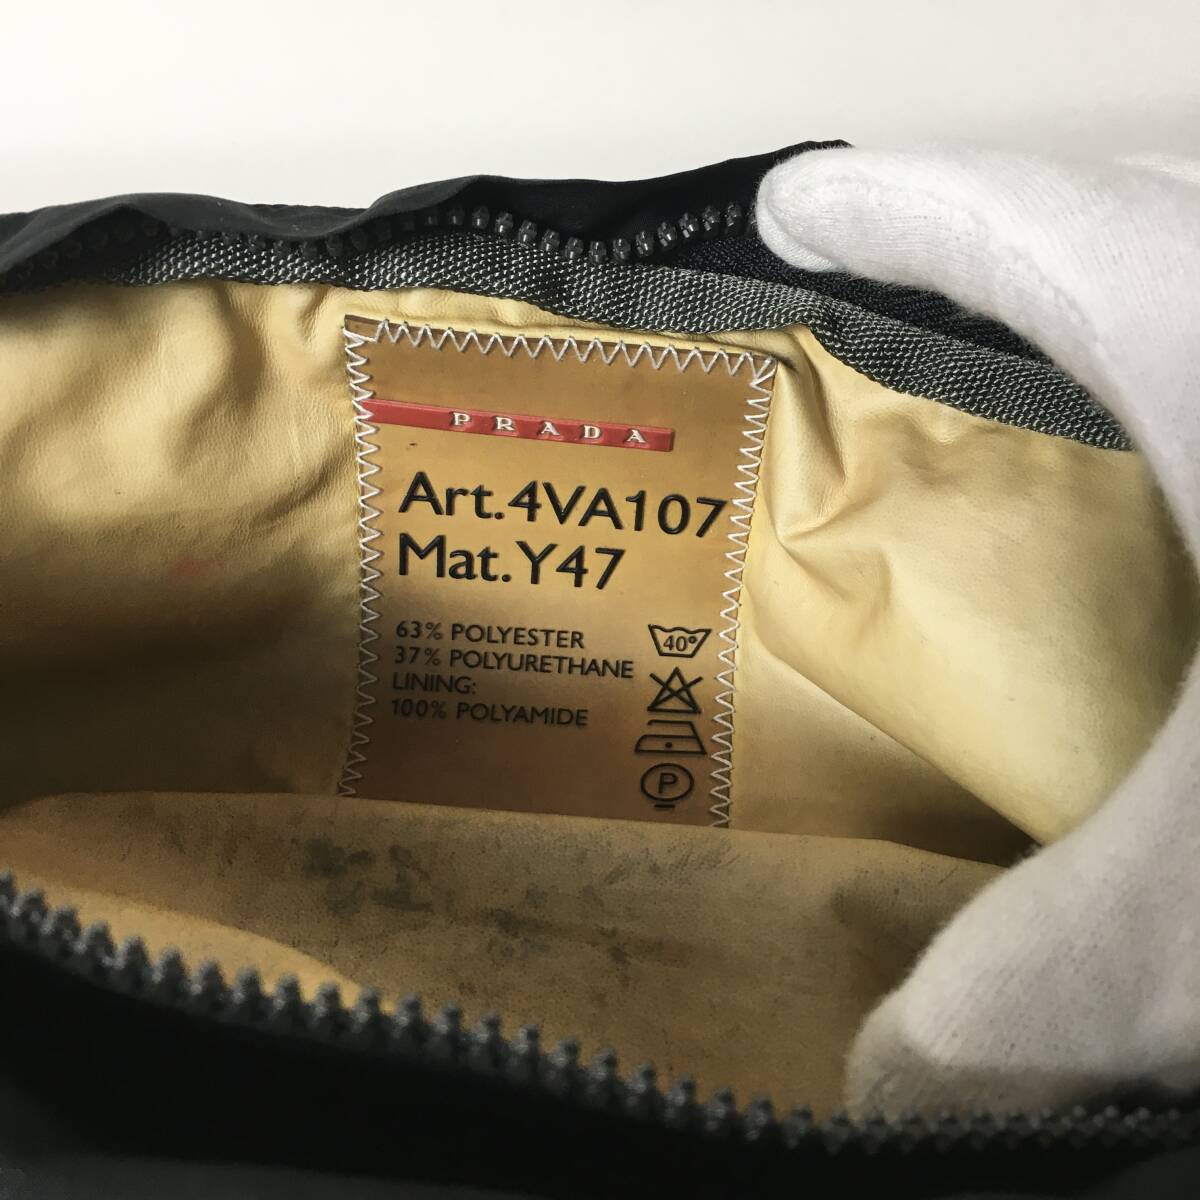 PRADA
Art.4VA107
Mat.Y47
63% POLYESTER
37% POLYURETHANE
LINING:
100% POLYAMIDE
40°
P